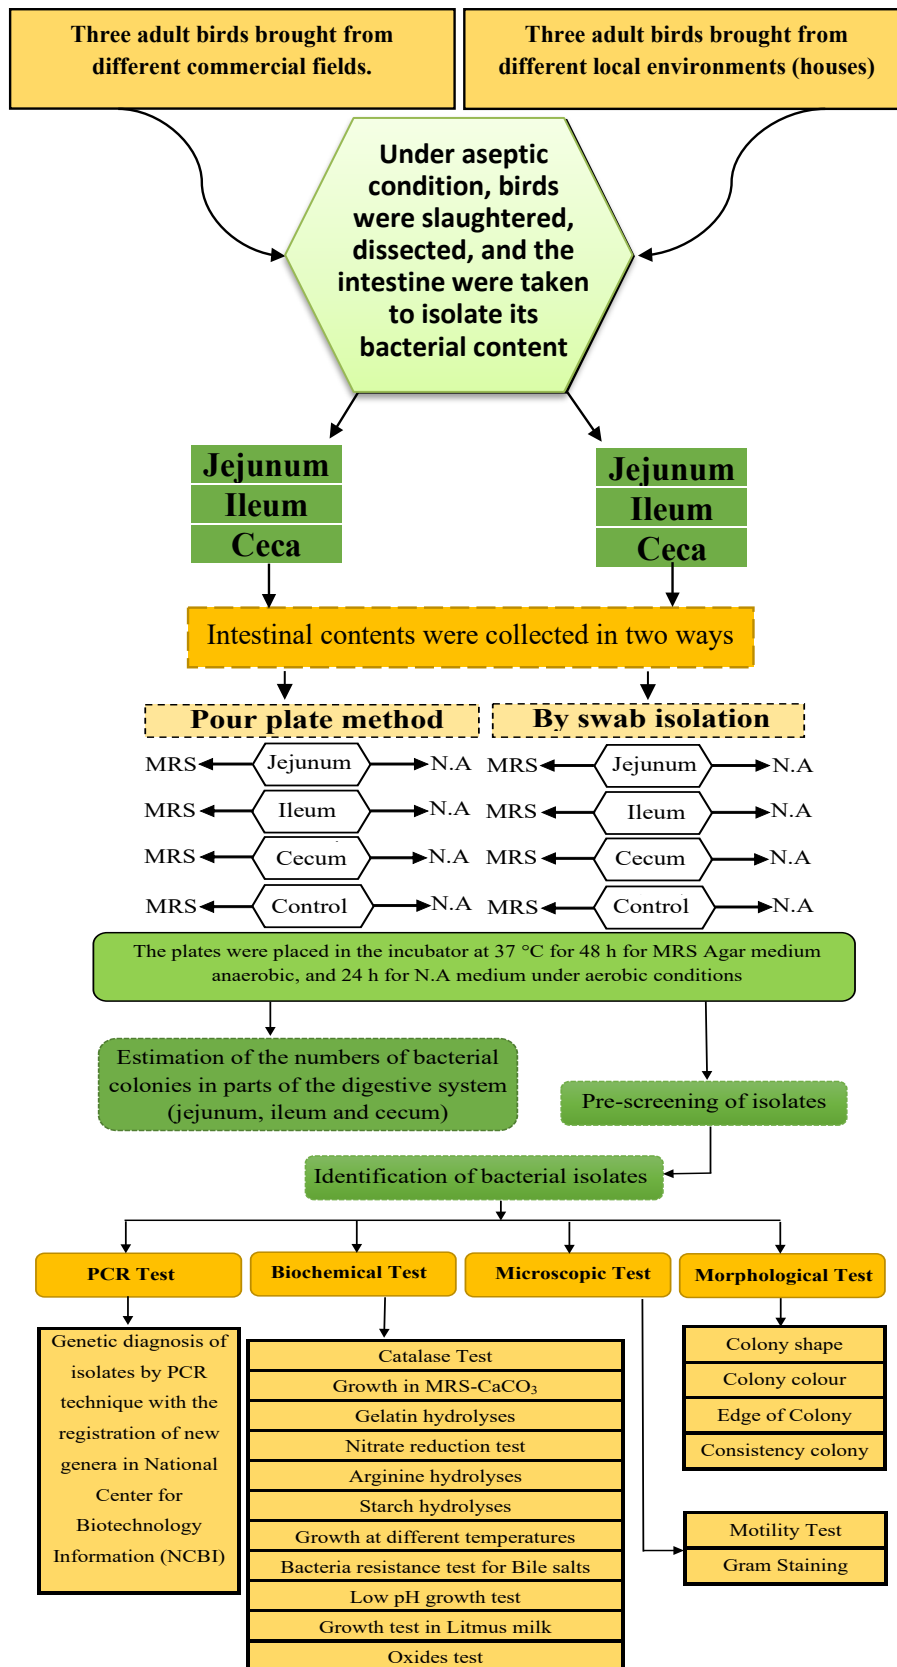 Three adult birds brought from
different commercial fields.
Three adult birds brought from
different local environments (houses)
Under aseptic
condition, birds
were slaughtered,
dissected, and the
intestine were taken
to isolate its
bacterial content
Jejunum
Ileum
Ceca
Jejunum
Ileum
Ceca
Intestinal contents were collected in two ways
Pour plate method
By swab isolation
MRS Jejunum N.A
MRS Jejunum N.A
MRS Ileum N.A
MRS Ileum N.A
MRS Cecum N.A
MRS Cecum N.A
MRS Control N.A
MRS Control N.A
The plates were placed in the incubator at 37 °C for 48 h for MRS Agar medium
anaerobic, and 24 h for N.A medium under aerobic conditions
Estimation of the numbers of bacterial
colonies in parts of the digestive system
(jejunum, ileum and cecum)
Pre-screening of isolates
Identification of bacterial isolates
PCR Test
Biochemical Test
Microscopic Test
Morphological Test
Genetic diagnosis of
isolates by PCR
technique with the
registration of new
genera in National
Center for
Biotechnology
Information (NCBI)
Catalase Test
Growth in MRS-CaCO₃
Gelatin hydrolyses
Nitrate reduction test
Arginine hydrolyses
Starch hydrolyses
Growth at different temperatures
Bacteria resistance test for Bile salts
Low pH growth test
Growth test in Litmus milk
Oxides test
Colony shape
Colony colour
Edge of Colony
Consistency colony
Motility Test
Gram Staining